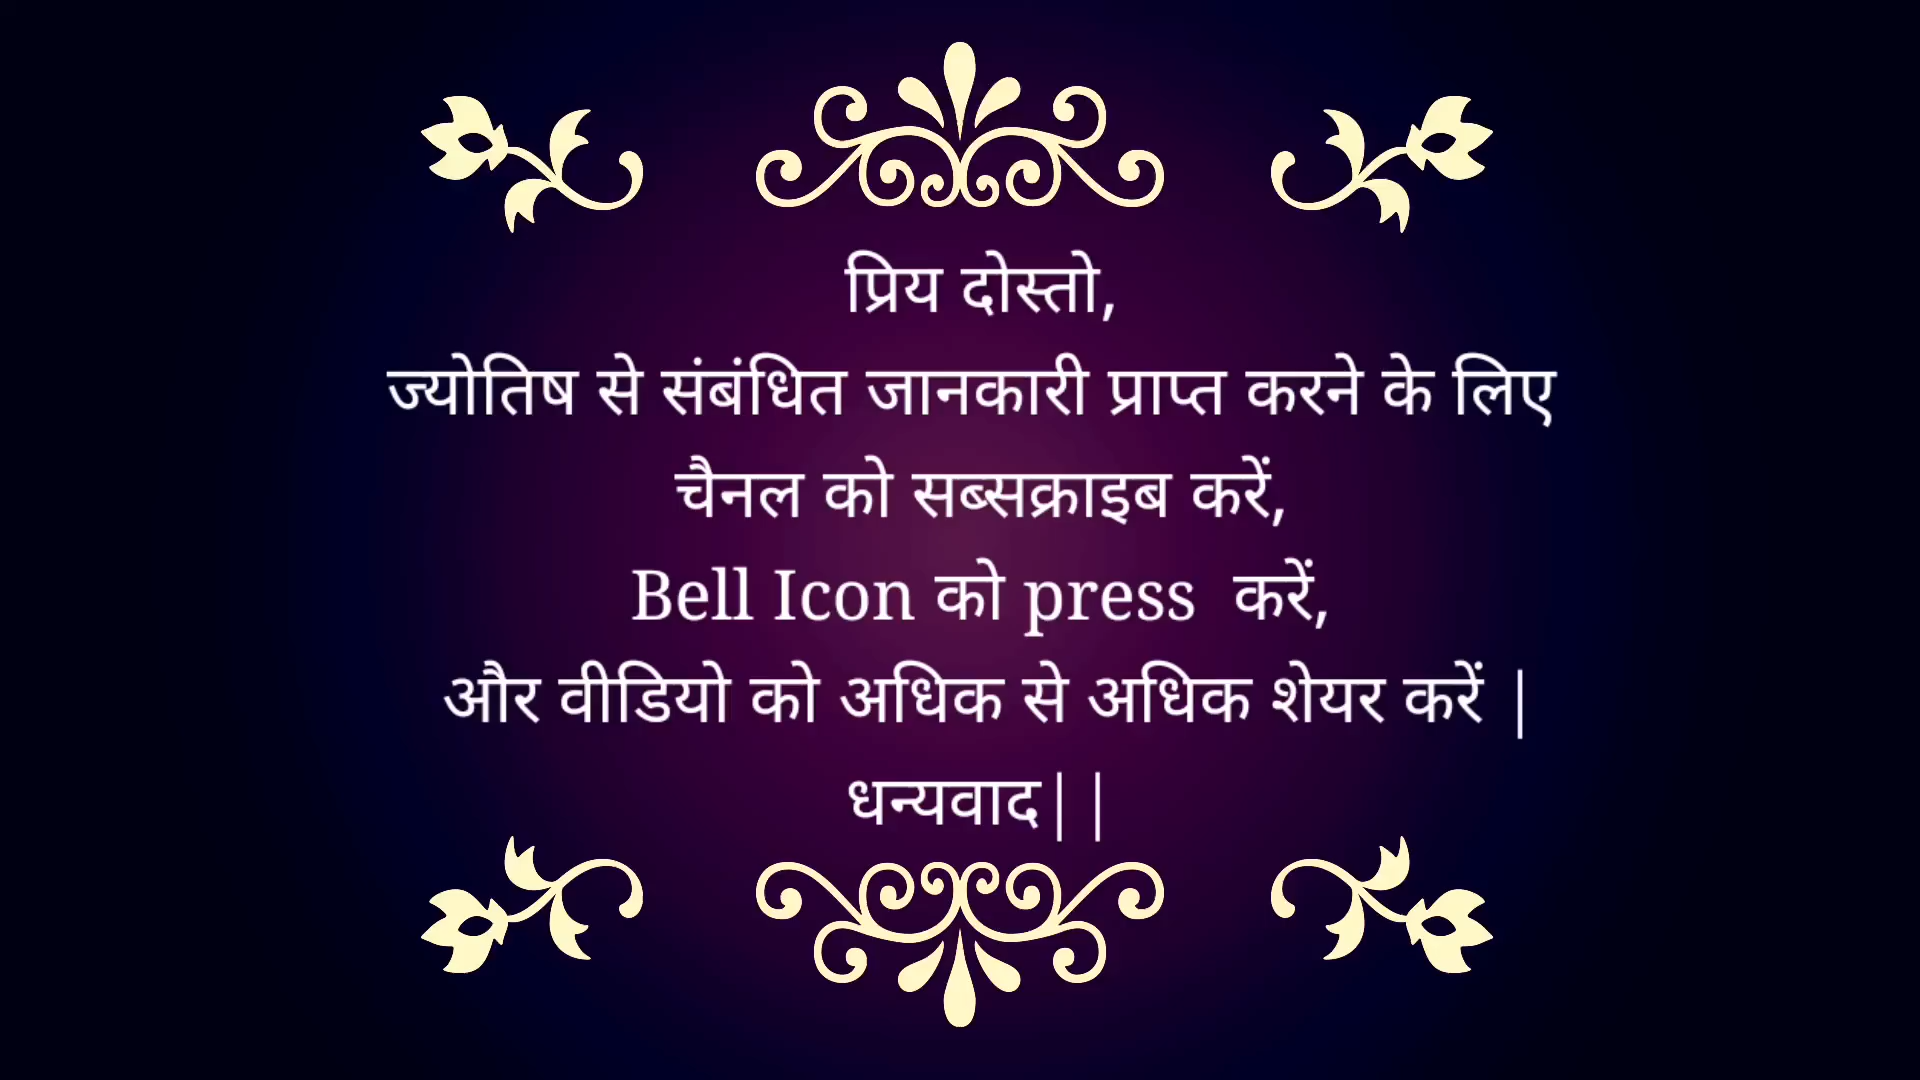 प्रिय दोस्तो,
ज्योतिष से संबंधित जानकारी प्राप्त करने के लिए
चैनल को सब्सक्राइब करें,
Bell Icon को press  करें,
और वीडियो को अधिक से अधिक शेयर करें |
धन्यवाद||